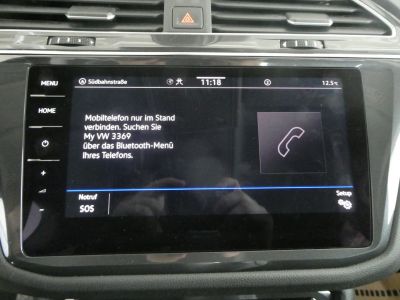 MENU
Südbahnstraße
11:18
12.5°C
HOME
Mobiltelefon nur im Stand
verbinden. Suchen Sie
My VW 3369
über das Bluetooth-Menü
Ihres Telefons.
+
-
Notruf
SOS
Setup